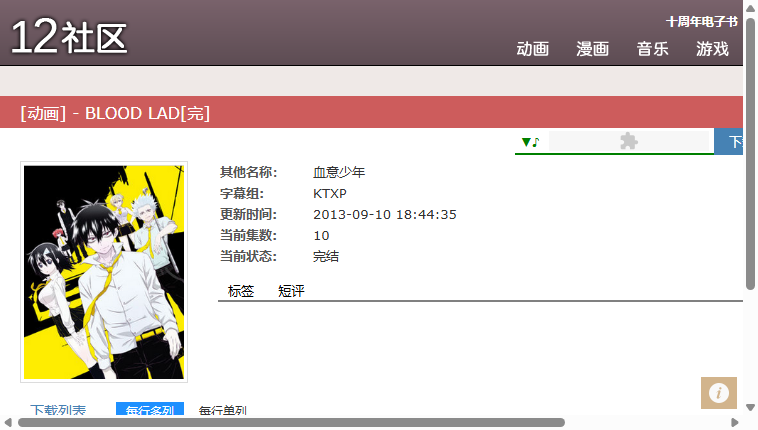 12社区
十周年电子书
动画 漫画 音乐 游戏
[动画] - BLOOD LAD[完]
▼♪
其他名称： 血意少年
字幕组： KTXP
更新时间： 2013-09-10 18:44:35
当前集数： 10
当前状态： 完结
标签 短评
下载列表 每行多列 每行单列